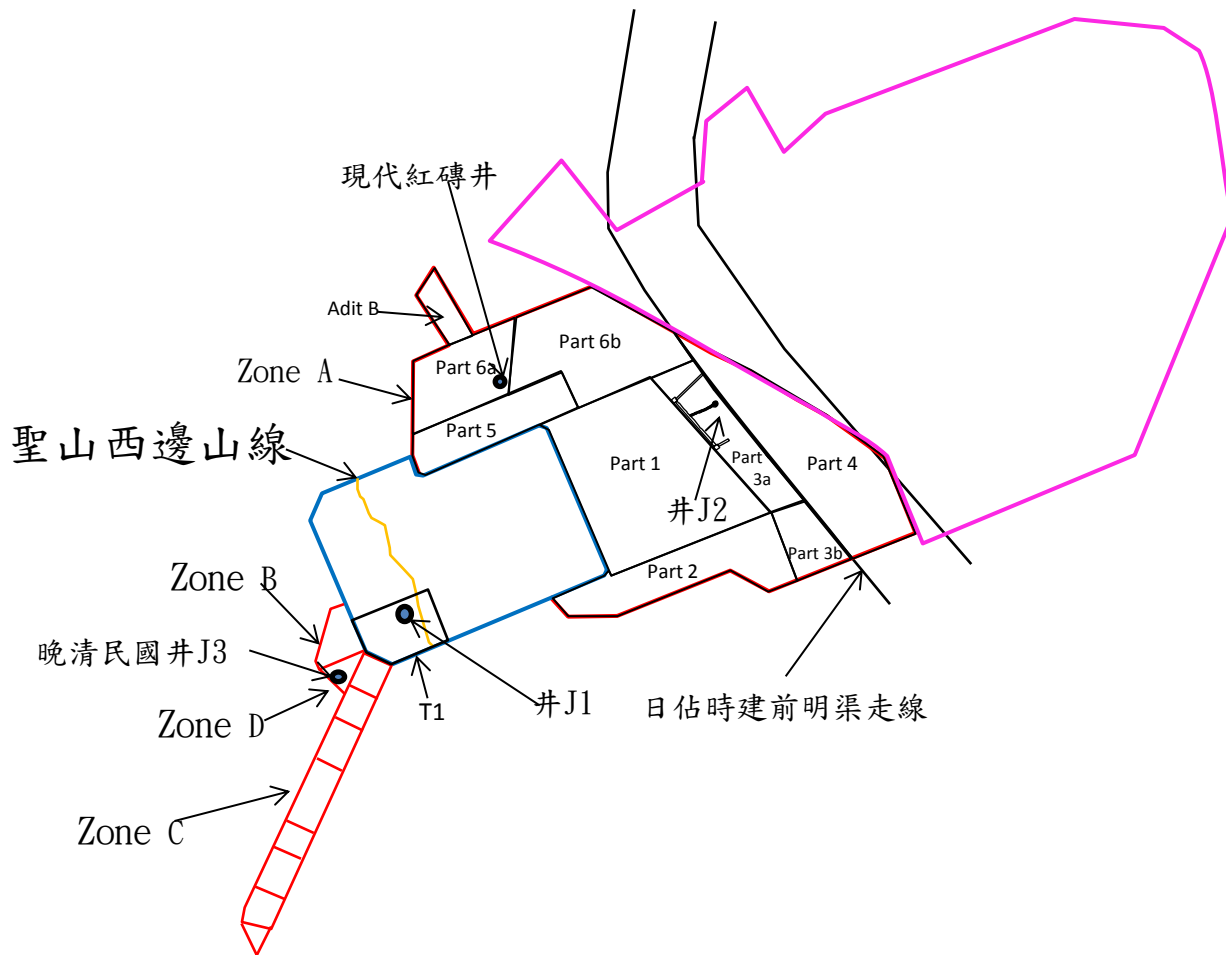 現代紅磚井
Adit B
Part 6b
Part 6a
Zone A
Part 5
聖山西邊山線
Part 1
Part
3a
Part 4
井J2
Part 3b
Part 2
Zone B
晚清民國井J3
Zone D
T1
井J1
日佔時建前明渠走線
Zone C